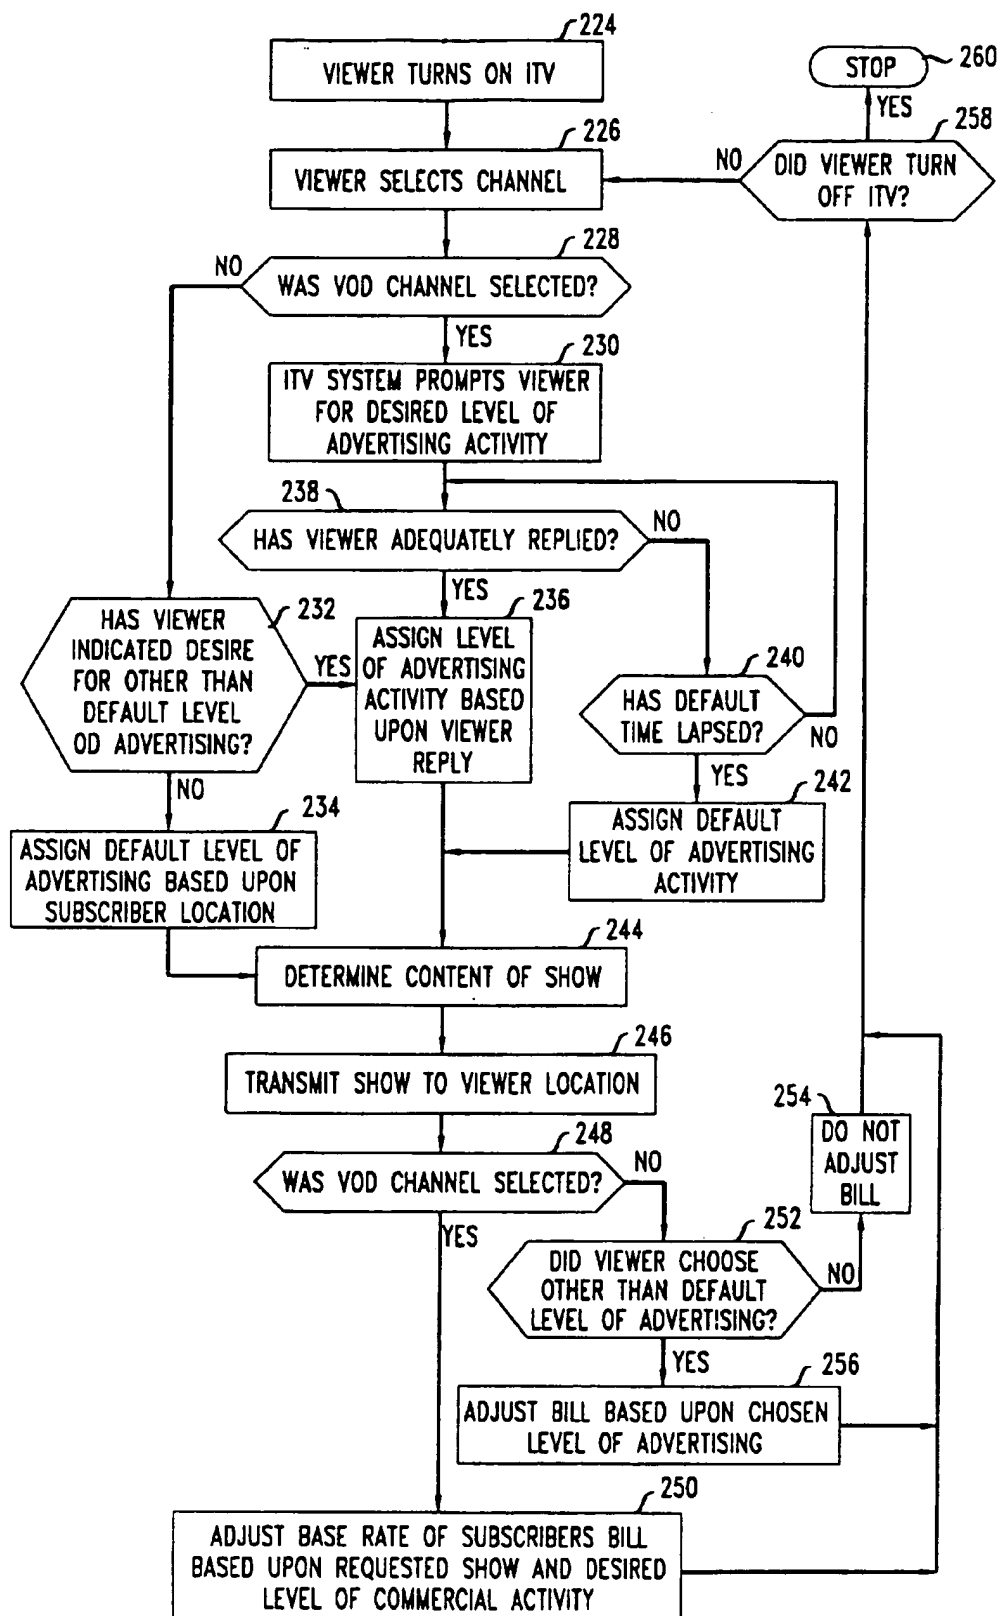 224
VIEWER TURNS ON ITV
STOP
260
YES
258
226
VIEWER SELECTS CHANNEL
NO
DID VIEWER TURN
OFF ITV?
228
NO
WAS VOD CHANNEL SELECTED?
YES
230
ITV SYSTEM PROMPTS VIEWER
FOR DESIRED LEVEL OF
ADVERTISING ACTIVITY
238
HAS VIEWER ADEQUATELY REPLIED?
NO
YES
232
HAS VIEWER
INDICATED DESIRE
FOR OTHER THAN
DEFAULT LEVEL
OD ADVERTISING?
YES
236
ASSIGN LEVEL
OF ADVERTISING
ACTIVITY BASED
UPON VIEWER
REPLY
240
HAS DEFAULT
TIME LAPSED?
NO
YES
NO
234
ASSIGN DEFAULT LEVEL OF
ADVERTISING BASED UPON
SUBSCRIBER LOCATION
242
ASSIGN DEFAULT
LEVEL OF ADVERTISING
ACTIVITY
244
DETERMINE CONTENT OF SHOW
246
TRANSMIT SHOW TO VIEWER LOCATION
248
WAS VOD CHANNEL SELECTED?
NO
YES
254
DO NOT
ADJUST
BILL
252
DID VIEWER CHOOSE
OTHER THAN DEFAULT
LEVEL OF ADVERTISING?
NO
YES
256
ADJUST BILL BASED UPON CHOSEN
LEVEL OF ADVERTISING
250
ADJUST BASE RATE OF SUBSCRIBERS BILL
BASED UPON REQUESTED SHOW AND DESIRED
LEVEL OF COMMERCIAL ACTIVITY